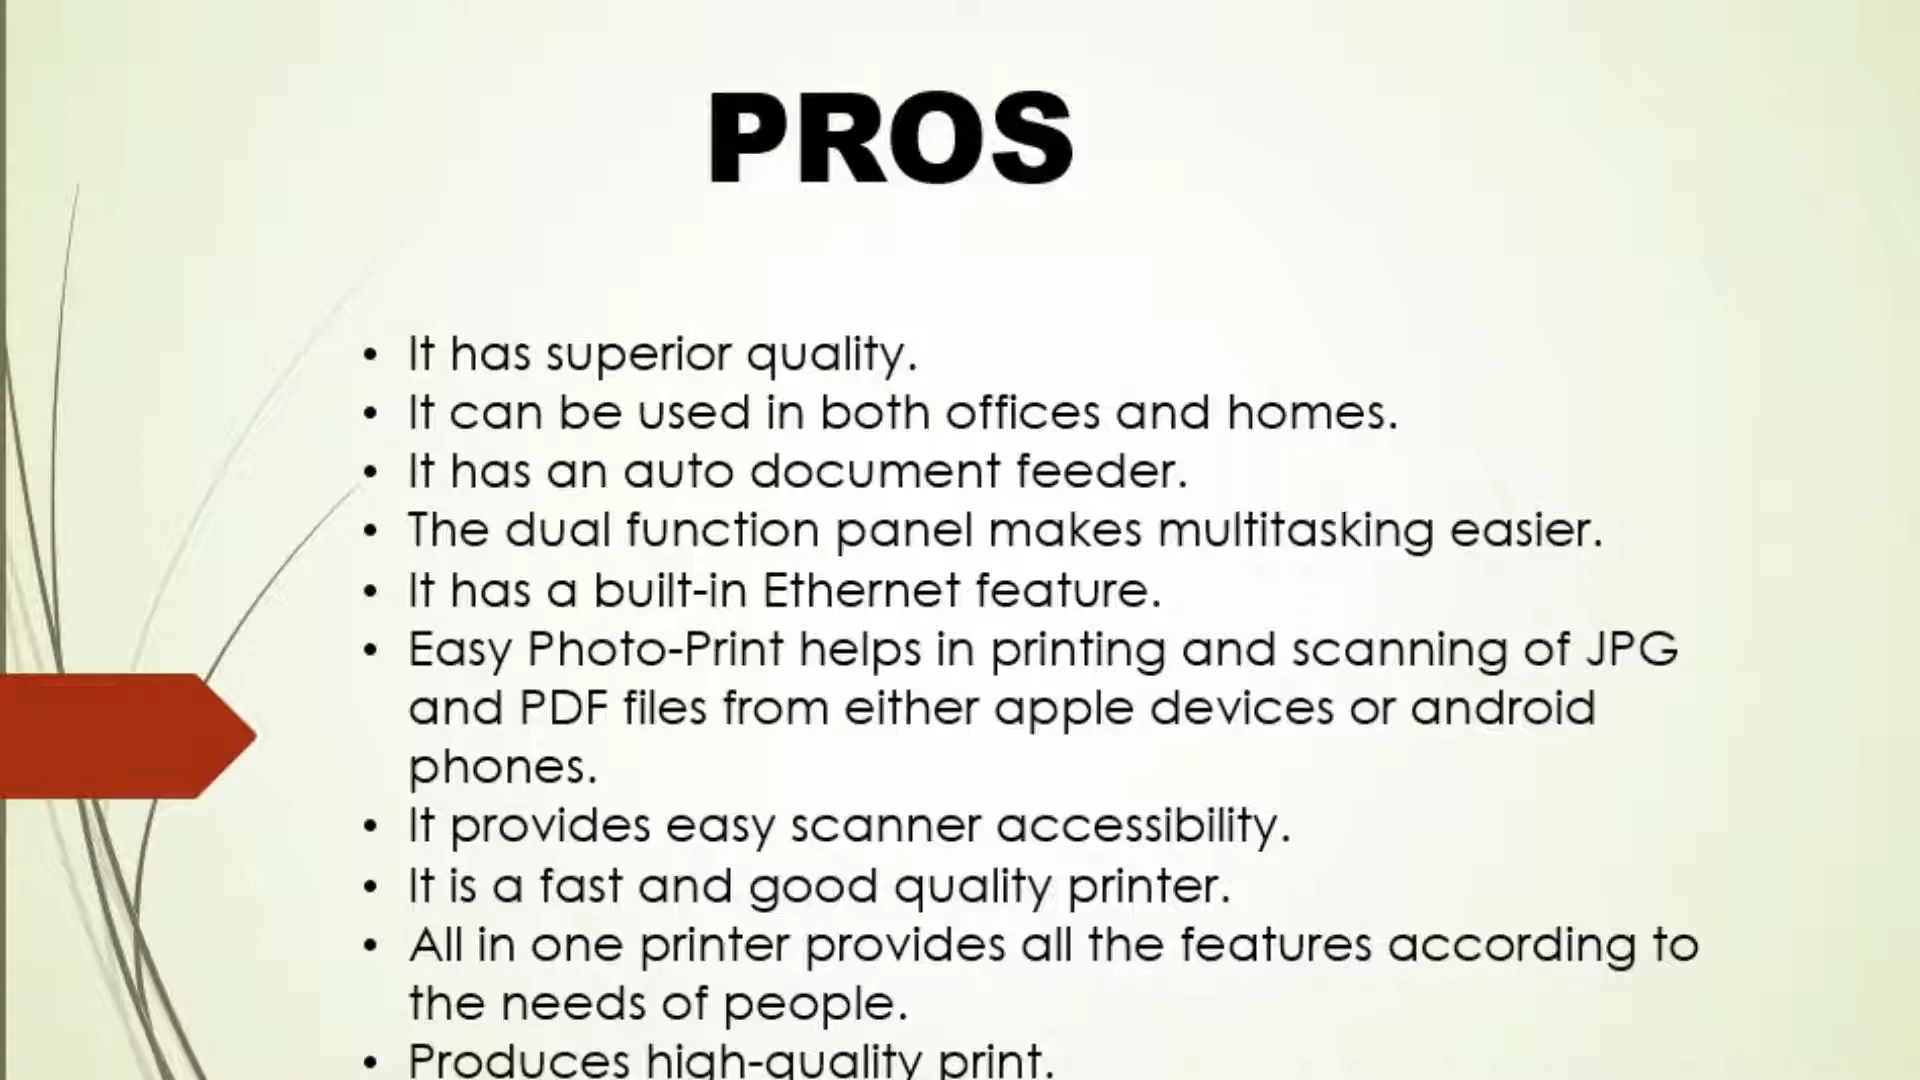 PROS
• It has superior quality.
• It can be used in both offices and homes.
• It has an auto document feeder.
• The dual function panel makes multitasking easier.
• It has a built-in Ethernet feature.
• Easy Photo-Print helps in printing and scanning of JPG
and PDF files from either apple devices or android
phones.
• It provides easy scanner accessibility.
• It is a fast and good quality printer.
• All in one printer provides all the features according to
the needs of people.
• Produces high-quality print.